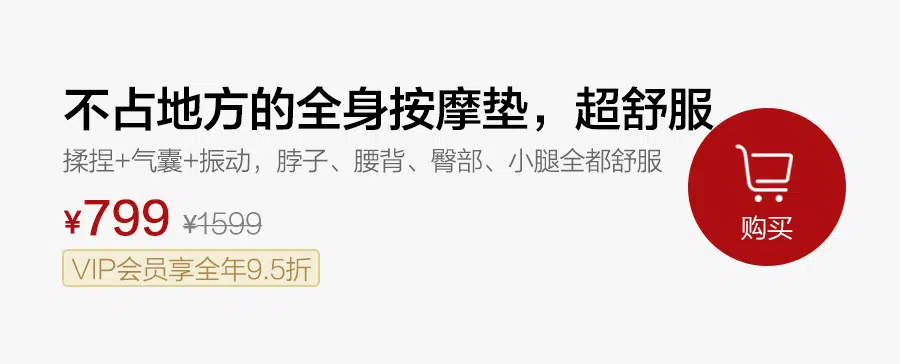 不占地方的全身按摩垫，超舒服
揉捏+气囊+振动，脖子、腰背、臀部、小腿全都舒服
¥799 ¥1599
购买
VIP会员享全年9.5折